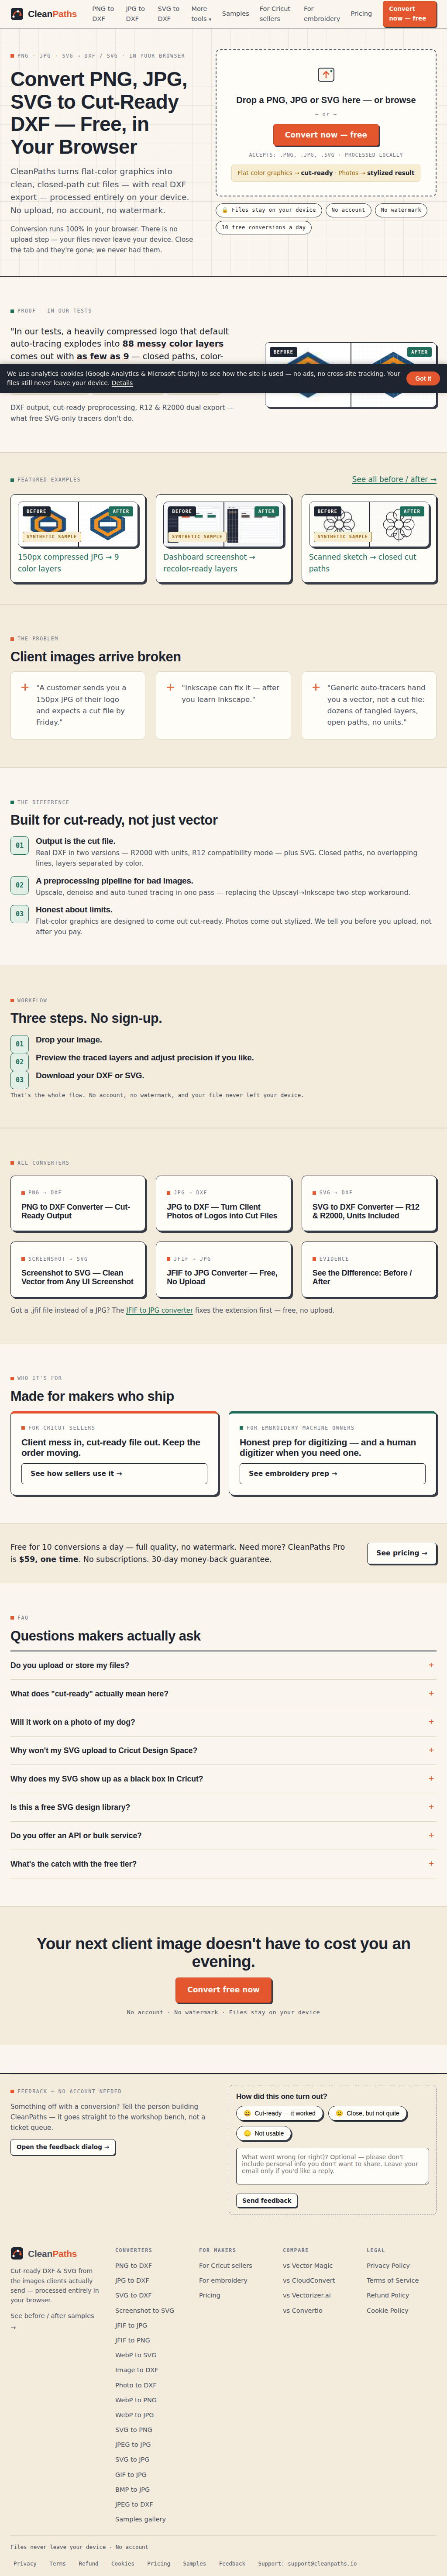 CleanPaths
PNG to DXF
JPG to DXF
SVG to DXF
More tools ▾
Samples
For Cricut sellers
For embroidery
Pricing
Convert now — free
PNG · JPG · SVG → DXF / SVG · IN YOUR BROWSER
Convert PNG, JPG,
SVG to Cut-Ready
DXF — Free, in
Your Browser
CleanPaths turns flat-color graphics into
clean, closed-path cut files — with real DXF
export — processed entirely on your device.
No upload, no account, no watermark.
Conversion runs 100% in your browser. There is no
upload step — your files never leave your device. Close
the tab and they're gone; we never had them.
Drop a PNG, JPG or SVG here — or browse
— or —
Convert now — free
ACCEPTS: .PNG, .JPG, .SVG · PROCESSED LOCALLY
Flat-color graphics → cut-ready · Photos → stylized result
🔒 Files stay on your device
No account
No watermark
10 free conversions a day
PROOF — IN OUR TESTS
"In our tests, a heavily compressed logo that default
auto-tracing explodes into 88 messy color layers
comes out with as few as 9 — closed paths, color-
BEFORE
AFTER
We use analytics cookies (Google Analytics & Microsoft Clarity) to see how the site is used — no ads, no cross-site tracking. Your
files still never leave your device. Details
Got it
DXF output, cut-ready preprocessing, R12 & R2000 dual export —
what free SVG-only tracers don't do.
FEATURED EXAMPLES
See all before / after →
BEFORE
AFTER
SYNTHETIC SAMPLE
150px compressed JPG → 9
color layers
BEFORE
AFTER
SYNTHETIC SAMPLE
Dashboard screenshot →
recolor-ready layers
BEFORE
AFTER
SYNTHETIC SAMPLE
Scanned sketch → closed cut
paths
THE PROBLEM
Client images arrive broken
"A customer sends you a
150px JPG of their logo
and expects a cut file by
Friday."
"Inkscape can fix it — after
you learn Inkscape."
"Generic auto-tracers hand
you a vector, not a cut file:
dozens of tangled layers,
open paths, no units."
THE DIFFERENCE
Built for cut-ready, not just vector
01
Output is the cut file.
Real DXF in two versions — R2000 with units, R12 compatibility mode — plus SVG. Closed paths, no overlapping
lines, layers separated by color.
02
A preprocessing pipeline for bad images.
Upscale, denoise and auto-tuned tracing in one pass — replacing the Upscayl→Inkscape two-step workaround.
03
Honest about limits.
Flat-color graphics are designed to come out cut-ready. Photos come out stylized. We tell you before you upload, not
after you pay.
WORKFLOW
Three steps. No sign-up.
01
Drop your image.
02
Preview the traced layers and adjust precision if you like.
03
Download your DXF or SVG.
That's the whole flow. No account, no watermark, and your file never left your device.
ALL CONVERTERS
PNG → DXF
PNG to DXF Converter — Cut-
Ready Output
JPG → DXF
JPG to DXF — Turn Client
Photos of Logos into Cut Files
SVG → DXF
SVG to DXF Converter — R12
& R2000, Units Included
SCREENSHOT → SVG
Screenshot to SVG — Clean
Vector from Any UI Screenshot
JFIF → JPG
JFIF to JPG Converter — Free,
No Upload
EVIDENCE
See the Difference: Before /
After
Got a .jfif file instead of a JPG? The JFIF to JPG converter fixes the extension first — free, no upload.
WHO IT'S FOR
Made for makers who ship
FOR CRICUT SELLERS
Client mess in, cut-ready file out. Keep the
order moving.
See how sellers use it →
FOR EMBROIDERY MACHINE OWNERS
Honest prep for digitizing — and a human
digitizer when you need one.
See embroidery prep →
Free for 10 conversions a day — full quality, no watermark. Need more? CleanPaths Pro
is $59, one time. No subscriptions. 30-day money-back guarantee.
See pricing →
FAQ
Questions makers actually ask
Do you upload or store my files?
What does "cut-ready" actually mean here?
Will it work on a photo of my dog?
Why won't my SVG upload to Cricut Design Space?
Why does my SVG show up as a black box in Cricut?
Is this a free SVG design library?
Do you offer an API or bulk service?
What's the catch with the free tier?
Your next client image doesn't have to cost you an
evening.
Convert free now
No account · No watermark · Files stay on your device
FEEDBACK — NO ACCOUNT NEEDED
Something off with a conversion? Tell the person building
CleanPaths — it goes straight to the workshop bench, not a
ticket queue.
Open the feedback dialog →
How did this one turn out?
😄 Cut-ready — it worked
😐 Close, but not quite
😞 Not usable
What went wrong (or right)? Optional — please don't
include personal info you don't want to share. Leave your
email only if you'd like a reply.
Send feedback
CleanPaths
Cut-ready DXF & SVG from
the images clients actually
send — processed entirely in
your browser.
See before / after samples
→
CONVERTERS
PNG to DXF
JPG to DXF
SVG to DXF
Screenshot to SVG
JFIF to JPG
JFIF to PNG
WebP to SVG
Image to DXF
Photo to DXF
WebP to PNG
WebP to JPG
SVG to PNG
JPEG to JPG
SVG to JPG
GIF to JPG
BMP to JPG
JPEG to DXF
Samples gallery
FOR MAKERS
For Cricut sellers
For embroidery
Pricing
COMPARE
vs Vector Magic
vs CloudConvert
vs Vectorizer.ai
vs Convertio
LEGAL
Privacy Policy
Terms of Service
Refund Policy
Cookie Policy
Files never leave your device · No account
Privacy
Terms
Refund
Cookies
Pricing
Samples
Feedback
Support: support@cleanpaths.io